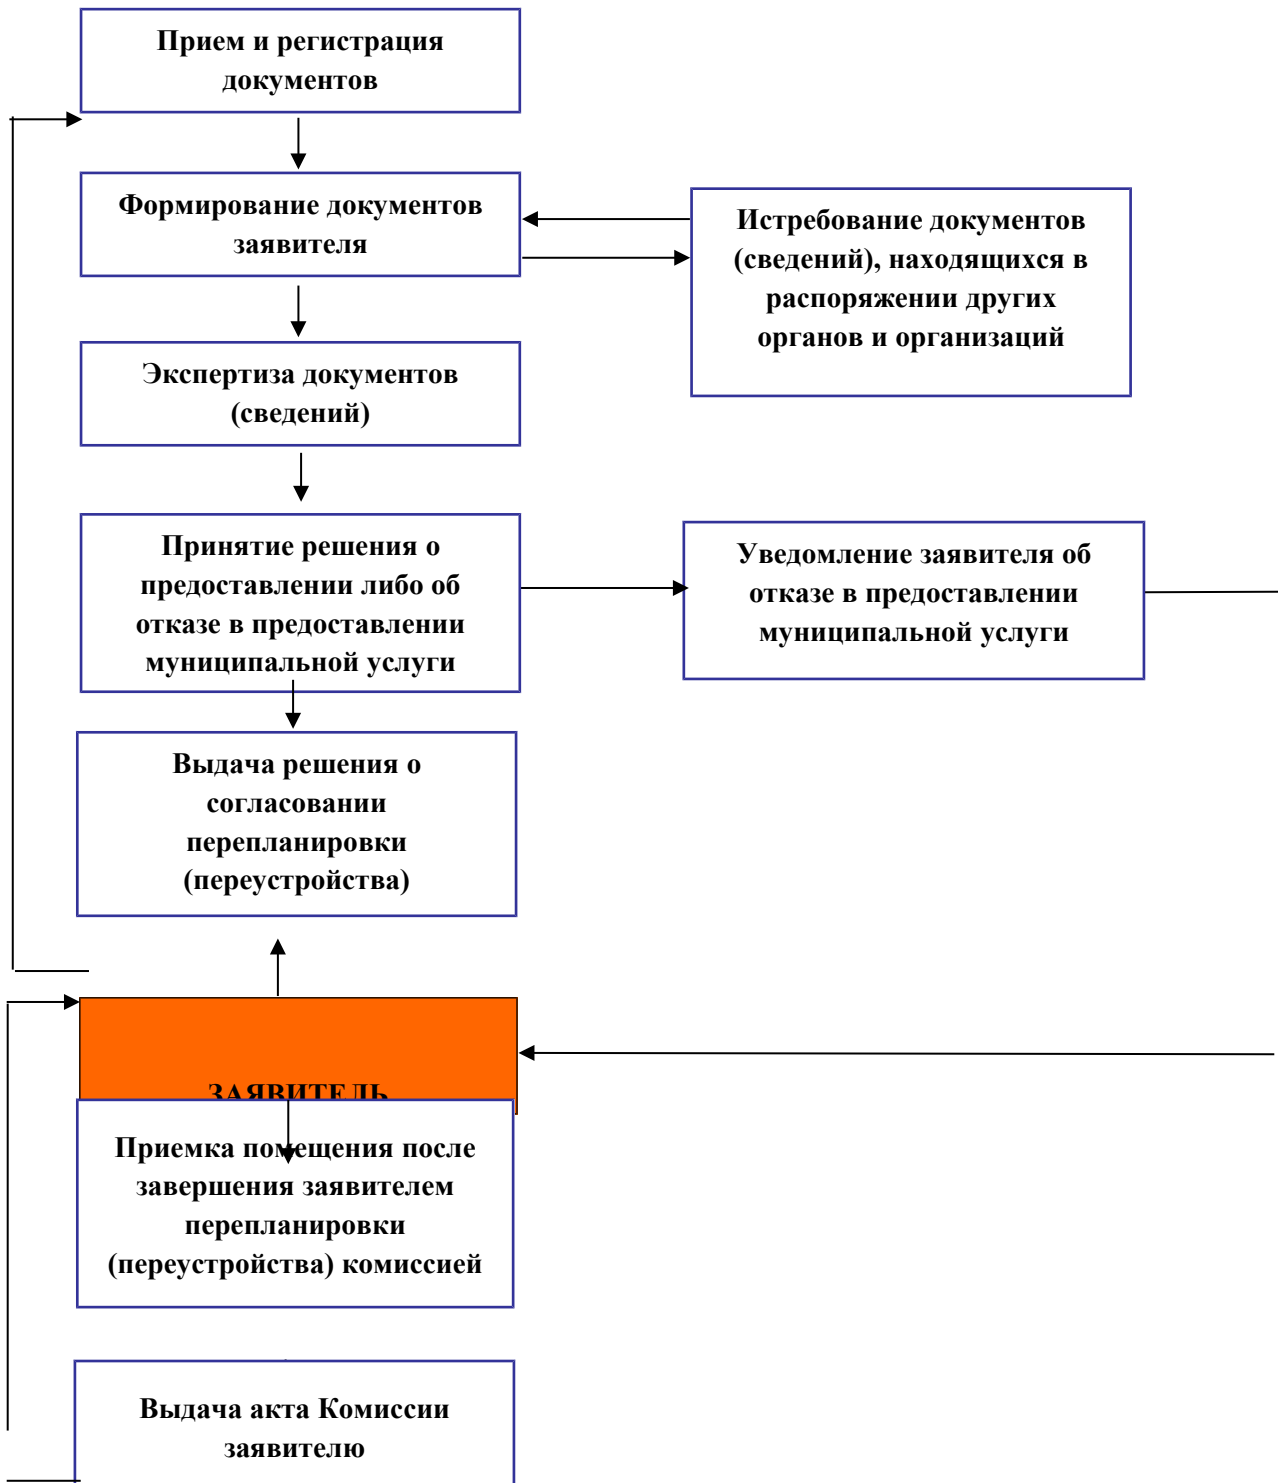 Прием и регистрация
документов
Формирование документов
заявителя
Истребование документов
(сведений), находящихся в
распоряжении других
органов и организаций
Экспертиза документов
(сведений)
Принятие решения о
предоставлении либо об
отказе в предоставлении
муниципальной услуги
Уведомление заявителя об
отказе в предоставлении
муниципальной услуги
Выдача решения о
согласовании
перепланировки
(переустройства)
ЗАЯВИТЕЛЬ
Приемка помещения после
завершения заявителем
перепланировки
(переустройства) комиссией
Выдача акта Комиссии
заявителю